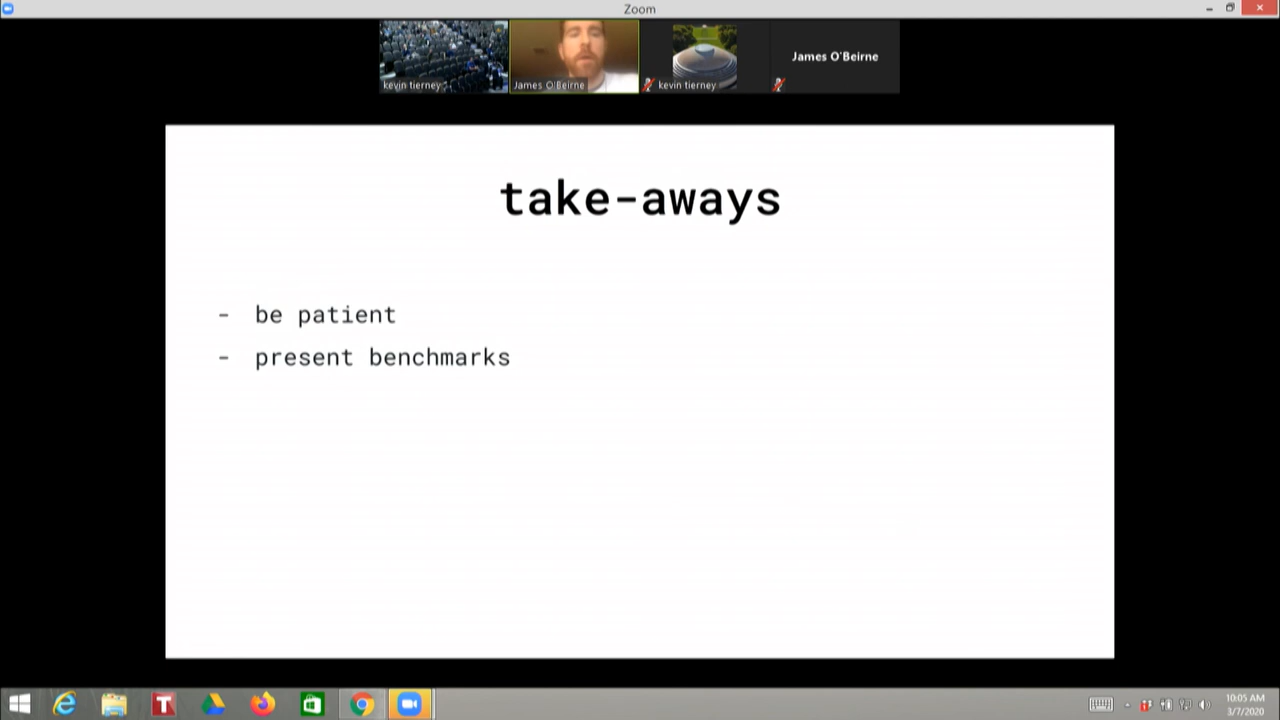 Zoom
kevin tierney
James O'Beirne
kevin tierney
James O'Beirne
take-aways
- be patient
- present benchmarks
T
10:05 AM
3/7/2020